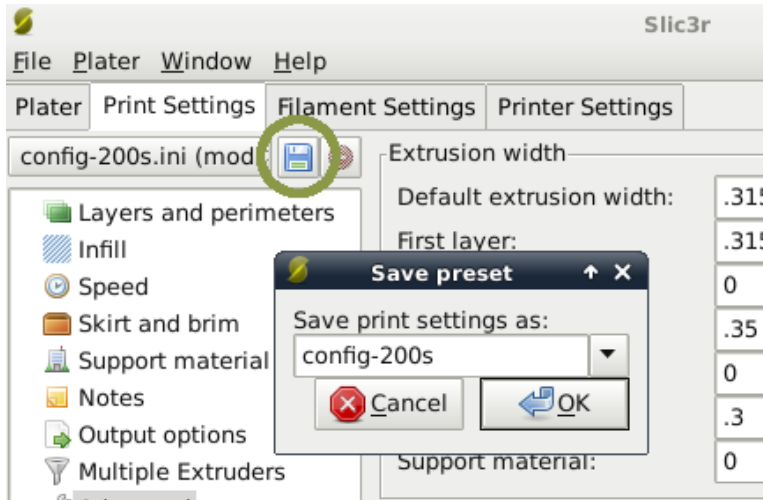 Slic3r
File Plater Window Help
Plater Print Settings Filament Settings Printer Settings
config-200s.ini (mod
Extrusion width
Layers and perimeters
Default extrusion width: .315
Infill
First layer: .315
Save preset
Speed
0
Skirt and brim
Save print settings as:
.35
config-200s
Support material
0
Notes
Cancel OK
.3
Output options
Multiple Extruders
Support material: 0